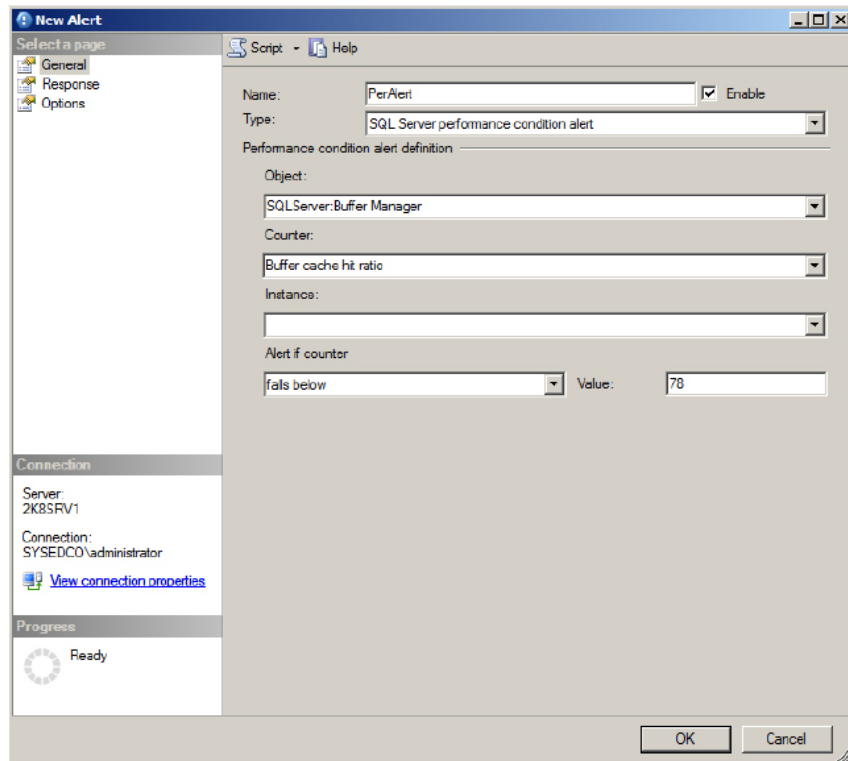 New Alert
Select a page
General
Response
Options
Script
Help
Name:
PerAlert
Enable
Type:
SQL Server performance condition alert
Performance condition alert definition
Object:
SQLServer:Buffer Manager
Counter:
Buffer cache hit ratio
Instance:
Alert if counter
falls below
Value:
78
Connection
Server:
2K8SRV1
Connection:
SYSEDCO\administrator
View connection properties
Progress
Ready
OK
Cancel